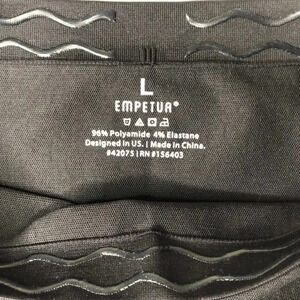 L
EMPETUA®
96% Polyamide 4% Elastane
Designed in US. | Made in China.
#42075 | RN #156403